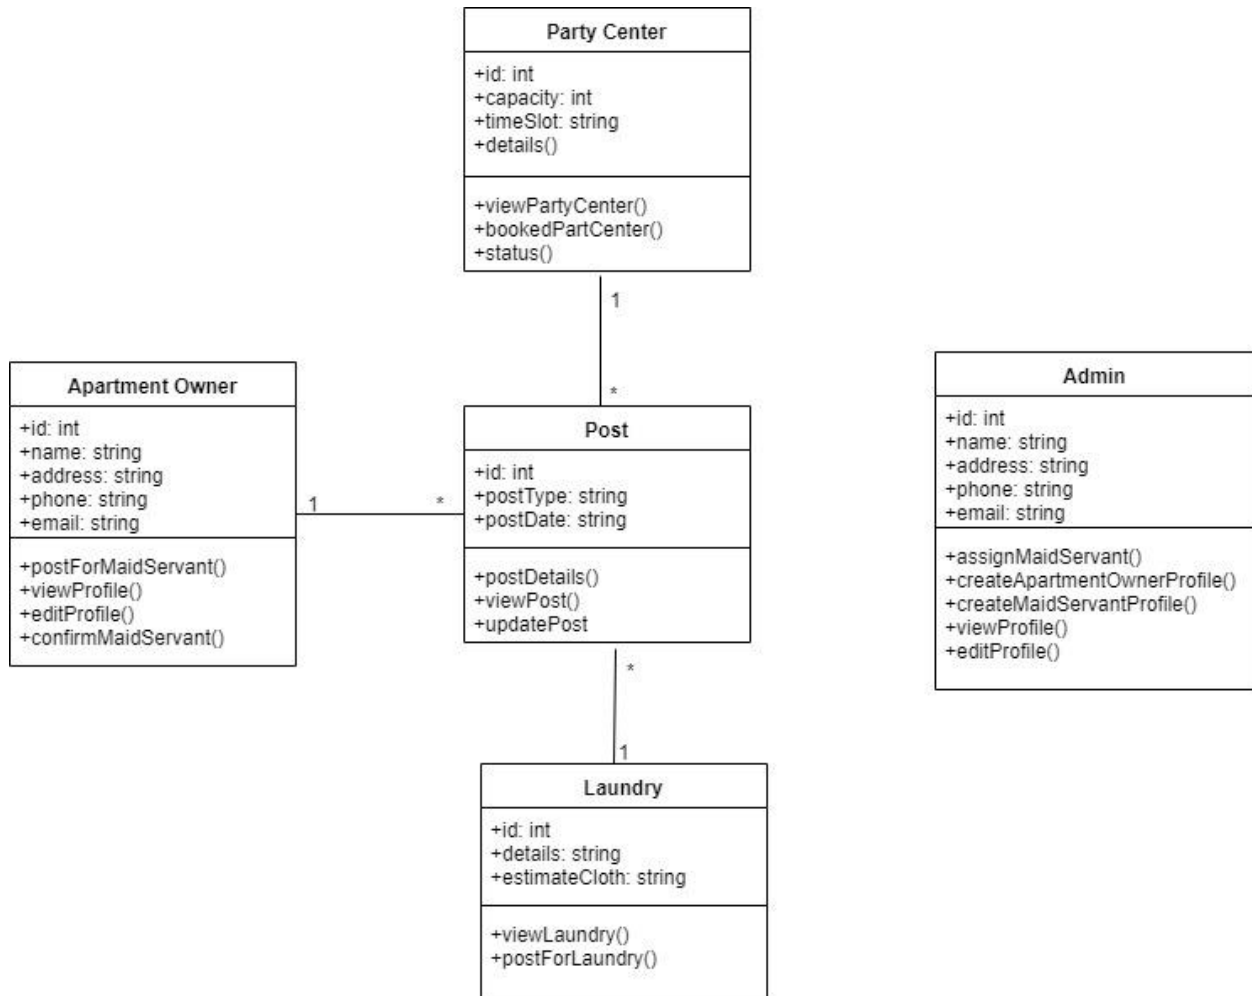 Party Center
+id: int
+capacity: int
+timeSlot: string
+details()
+viewPartyCenter()
+bookedPartCenter()
+status()
1
*
Apartment Owner
+id: int
+name: string
+address: string
+phone: string
+email: string
+postForMaidServant()
+viewProfile()
+editProfile()
+confirmMaidServant()
1
*
Post
+id: int
+postType: string
+postDate: string
+postDetails()
+viewPost()
+updatePost
Admin
+id: int
+name: string
+address: string
+phone: string
+email: string
+assignMaidServant()
+createApartmentOwnerProfile()
+createMaidServantProfile()
+viewProfile()
+editProfile()
*
1
Laundry
+id: int
+details: string
+estimateCloth: string
+viewLaundry()
+postForLaundry()